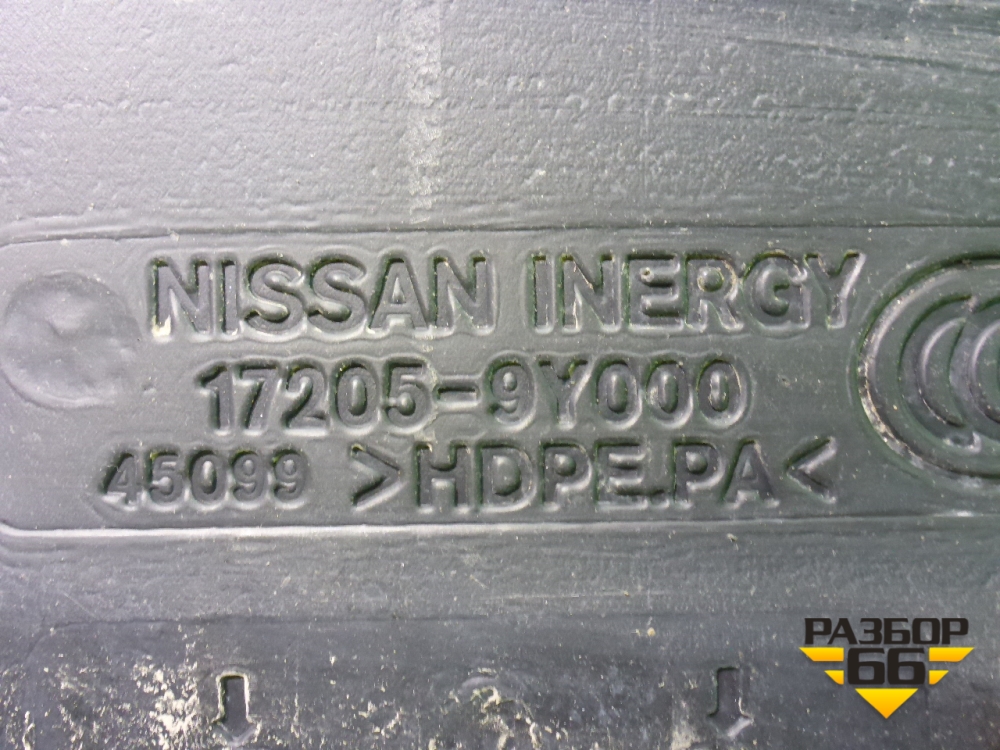 NISSAN INERGY
17205-9Y000
45099 >HDPE.PA<
РАЗБОР
66